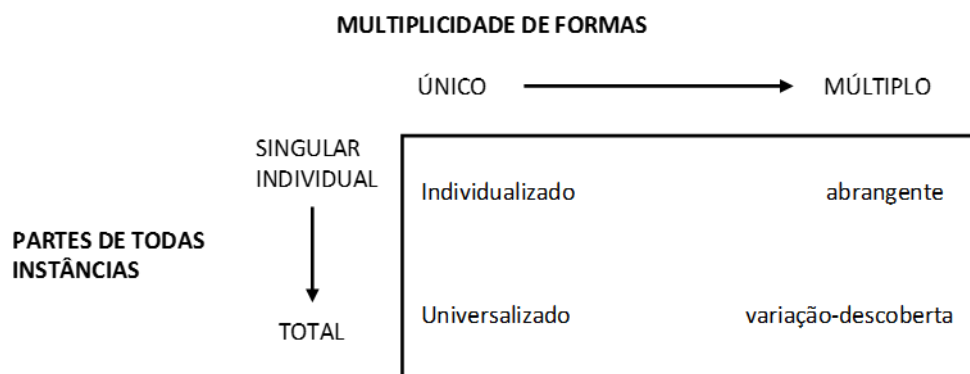 MULTIPLICIDADE DE FORMAS
ÚNICO MÚLTIPLO
SINGULAR
INDIVIDUAL
Individualizado abrangente
PARTES DE TODAS
INSTÂNCIAS
TOTAL
Universalizado variação-descoberta